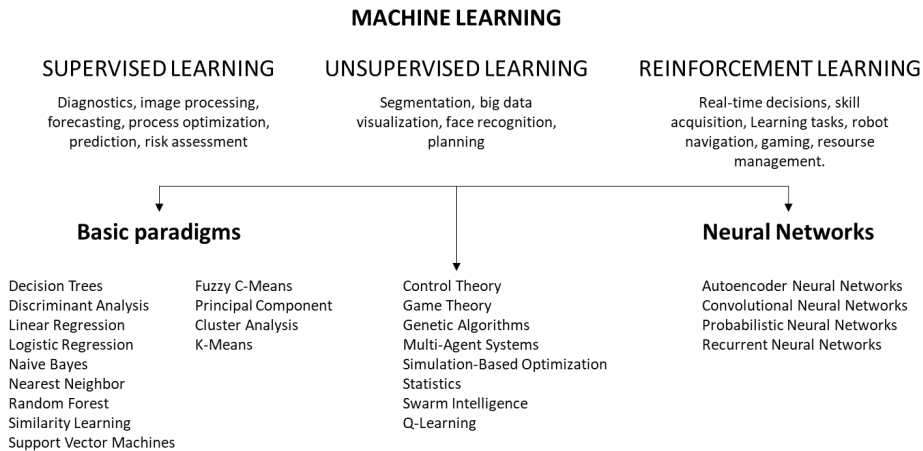 MACHINE LEARNING
SUPERVISED LEARNING
Diagnostics, image processing,
forecasting, process optimization,
prediction, risk assessment
UNSUPERVISED LEARNING
Segmentation, big data
visualization, face recognition,
planning
REINFORCEMENT LEARNING
Real-time decisions, skill
acquisition, Learning tasks, robot
navigation, gaming, resourse
management.
Basic paradigms
Decision Trees
Discriminant Analysis
Linear Regression
Logistic Regression
Naive Bayes
Nearest Neighbor
Random Forest
Similarity Learning
Support Vector Machines
Fuzzy C-Means
Principal Component
Cluster Analysis
K-Means
Control Theory
Game Theory
Genetic Algorithms
Multi-Agent Systems
Simulation-Based Optimization
Statistics
Swarm Intelligence
Q-Learning
Neural Networks
Autoencoder Neural Networks
Convolutional Neural Networks
Probabilistic Neural Networks
Recurrent Neural Networks